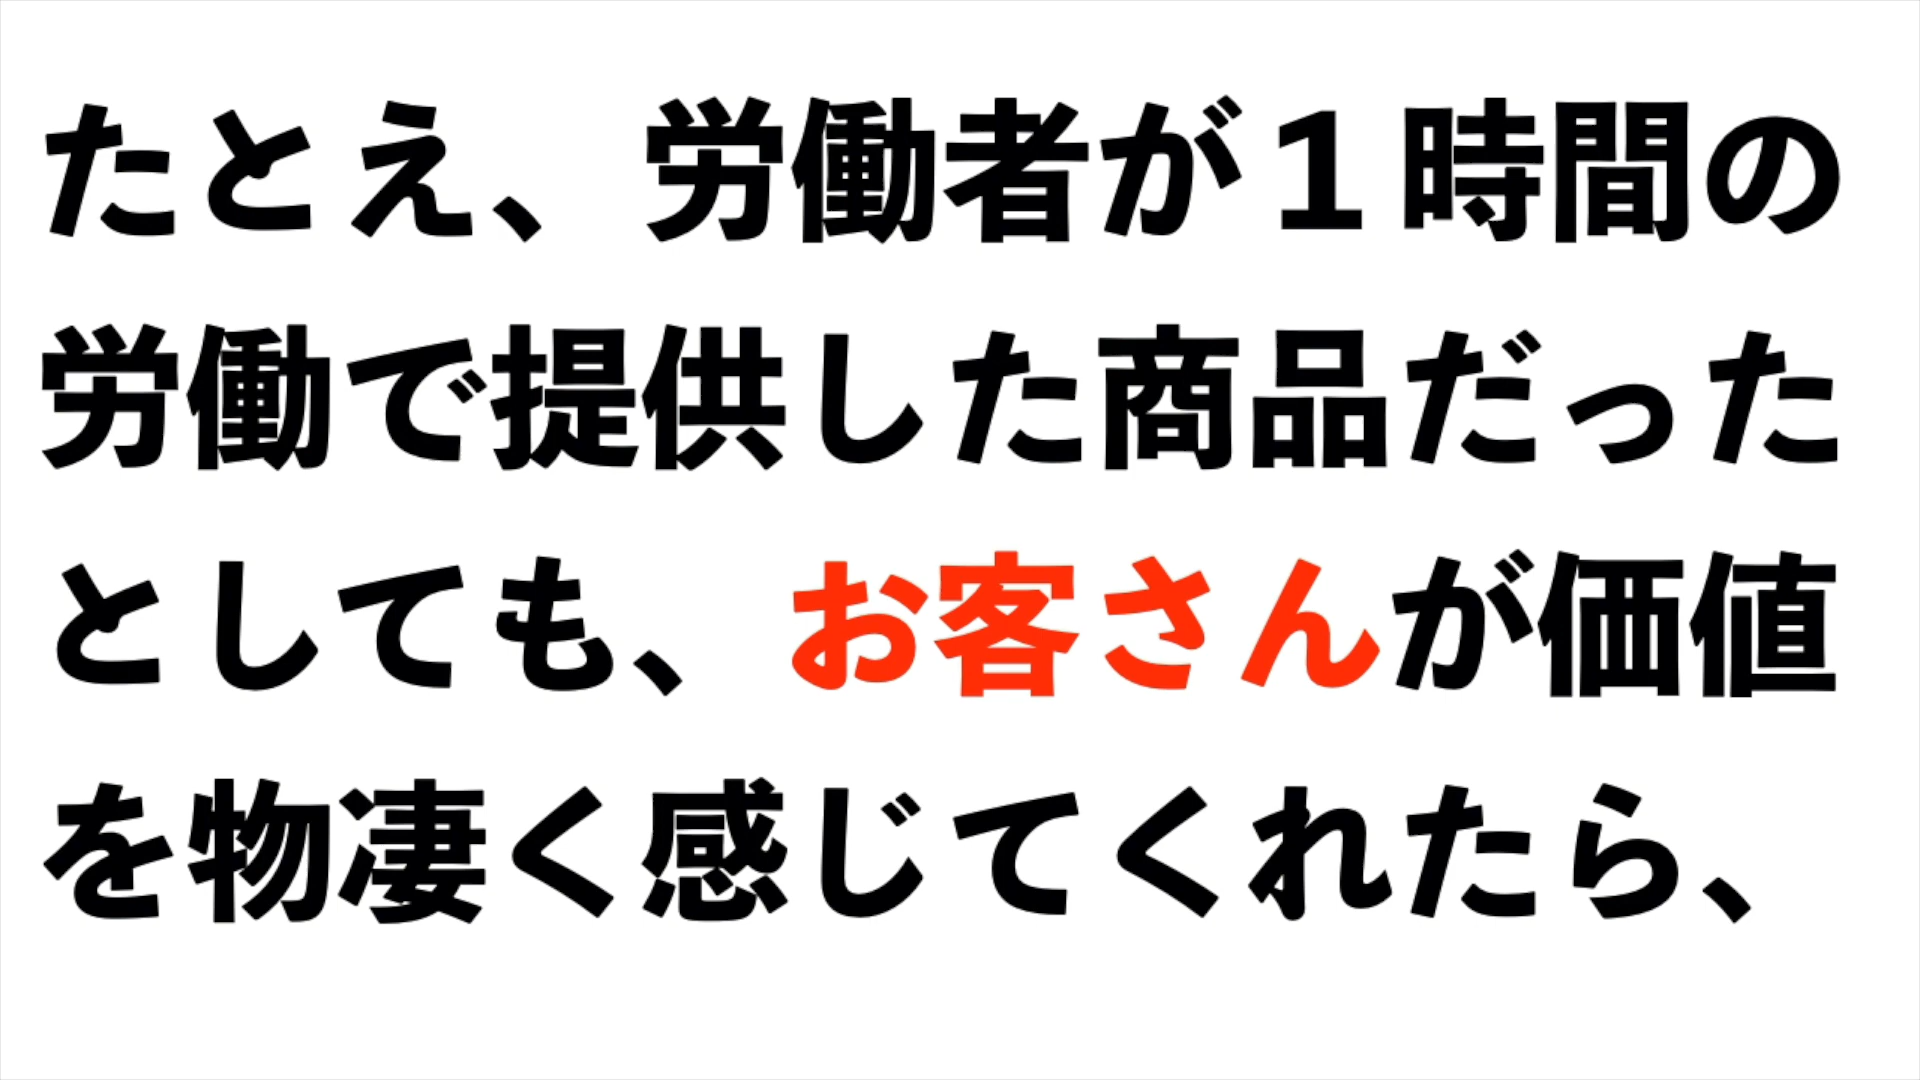 たとえ、労働者が１時間の
労働で提供した商品だった
としても、お客さんが価値
を物凄く感じてくれたら、